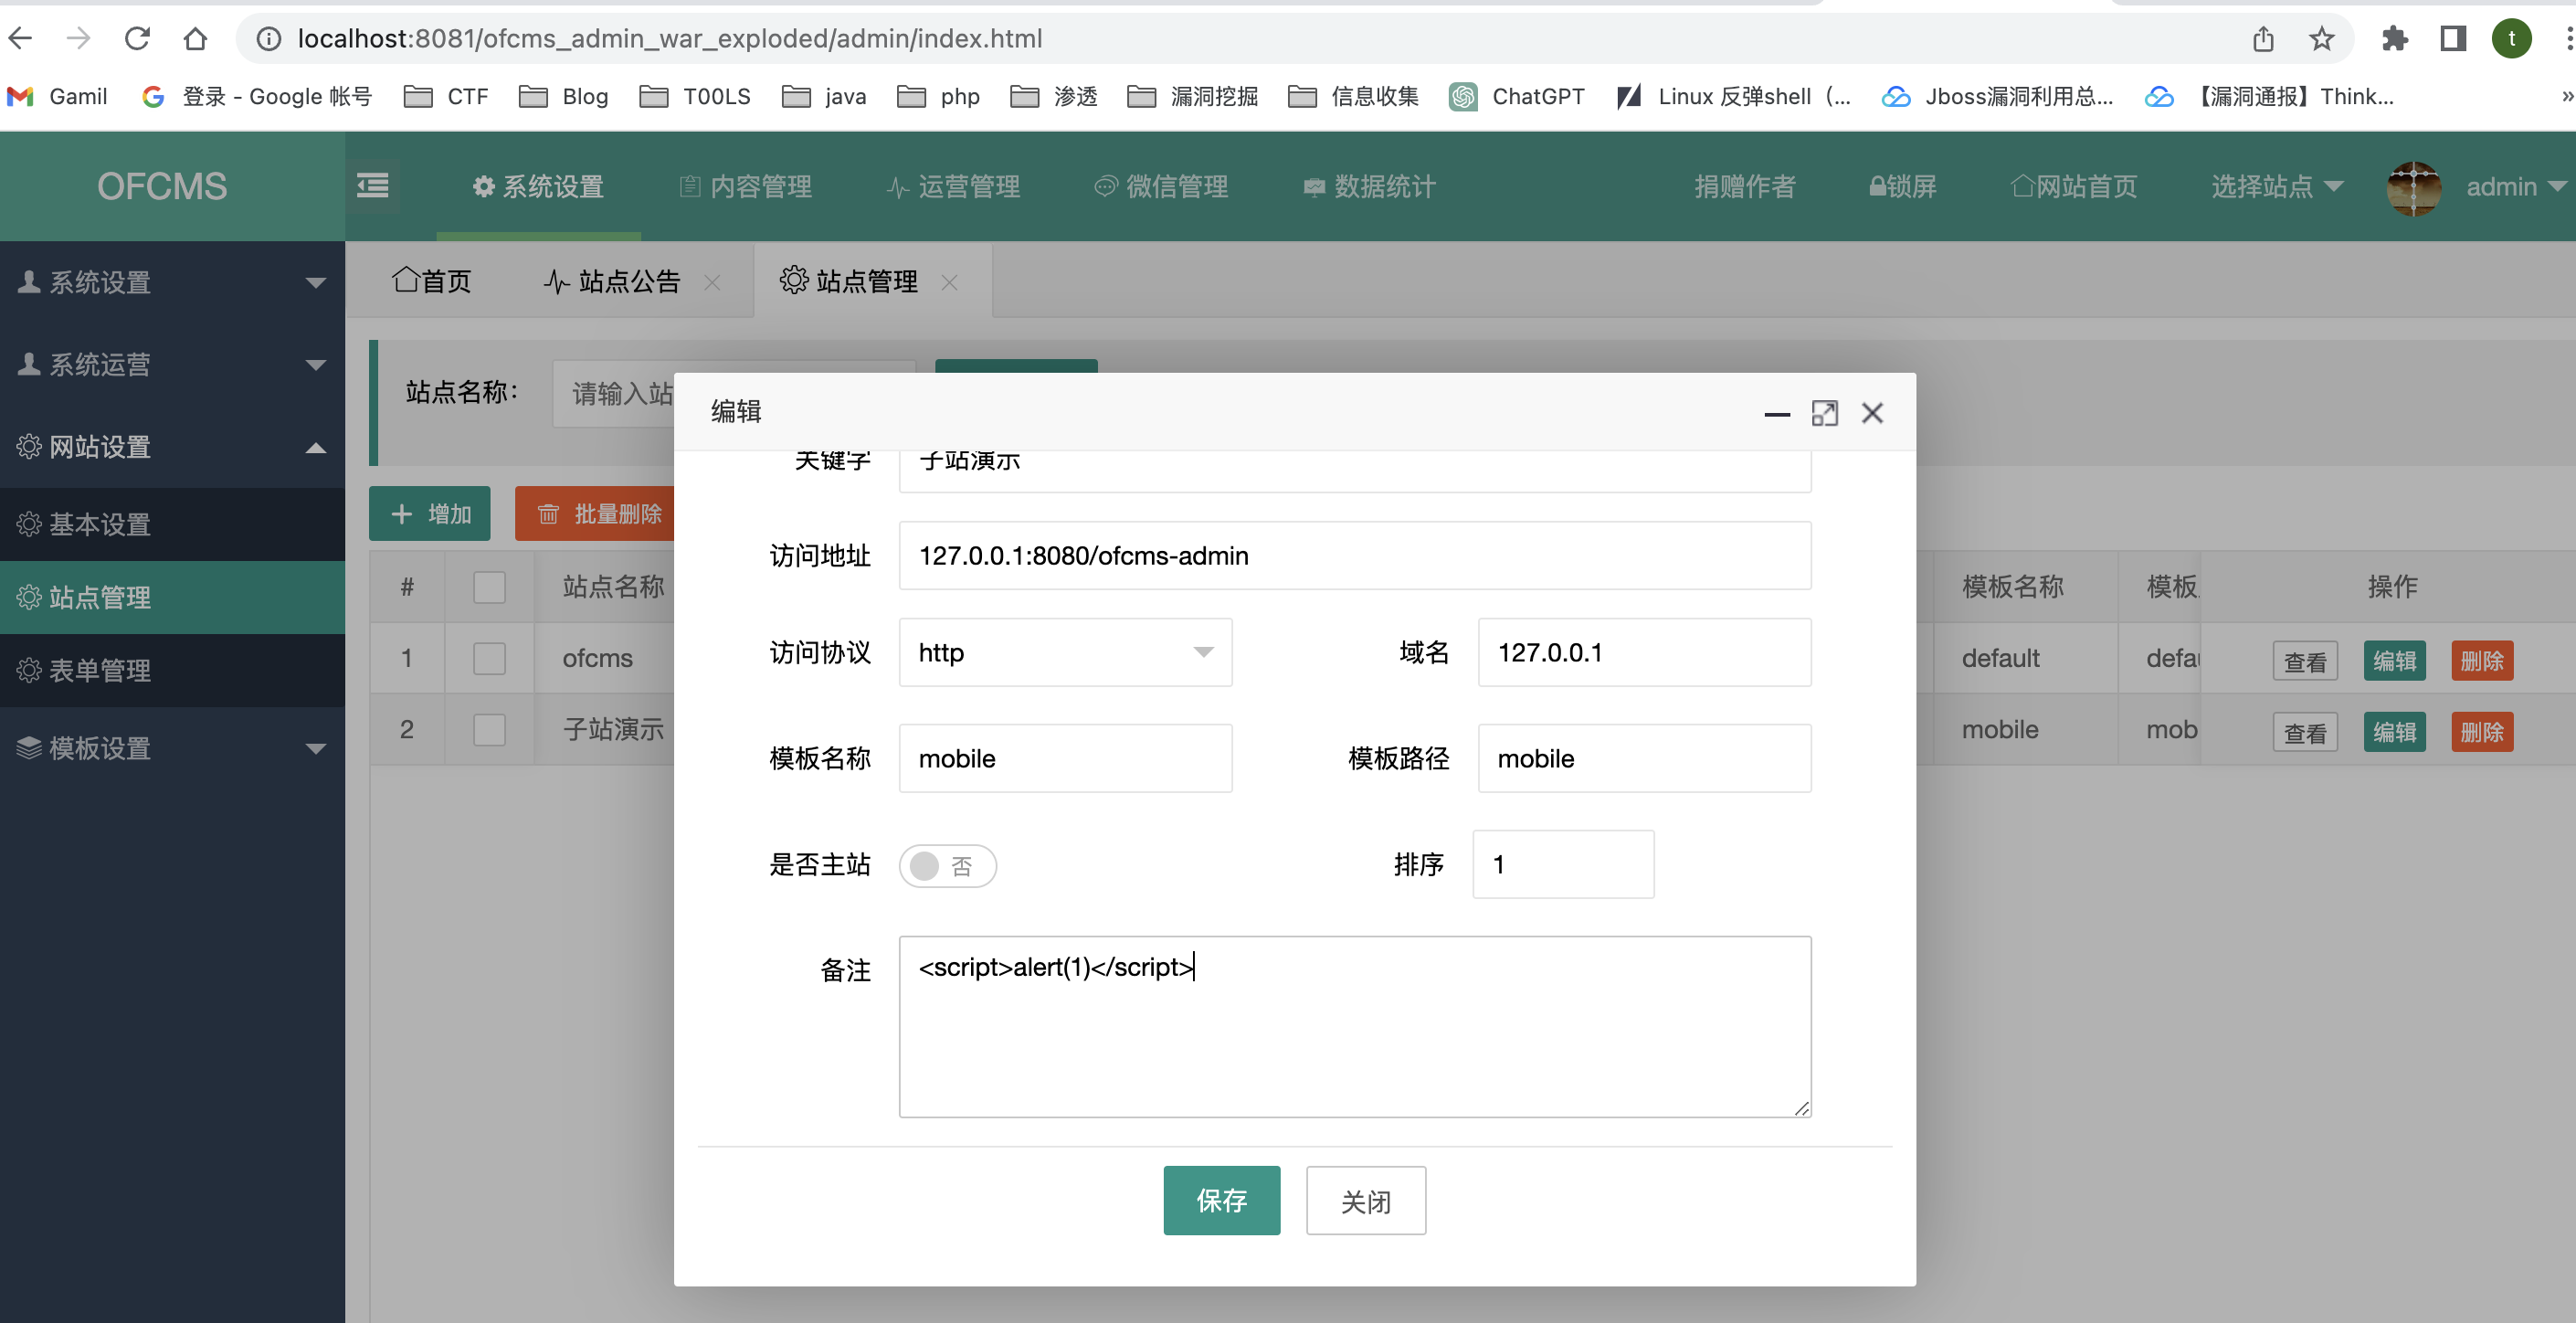 localhost:8081/ofcms_admin_war_exploded/admin/index.html
t
Gamil 登录 - Google 帐号 CTF Blog T00LS java php 渗透 漏洞挖掘 信息收集 ChatGPT Linux 反弹shell（... Jboss漏洞利用总... 【漏洞通报】Think... »
OFCMS 系统设置 内容管理 运营管理 微信管理 数据统计 捐赠作者 锁屏 网站首页 选择站点 admin
系统设置
系统运营
网站设置
基本设置
站点管理
表单管理
模板设置
首页 站点公告 站点管理
站点名称： 请输入站
增加 批量删除
# 站点名称 模板名称 模板 操作
1 ofcms default defau 查看 编辑 删除
2 子站演示 mobile mob 查看 编辑 删除
编辑
关键字 子站演示
访问地址 127.0.0.1:8080/ofcms-admin
访问协议 http 域名 127.0.0.1
模板名称 mobile 模板路径 mobile
是否主站 否 排序 1
备注 <script>alert(1)</script>
保存 关闭